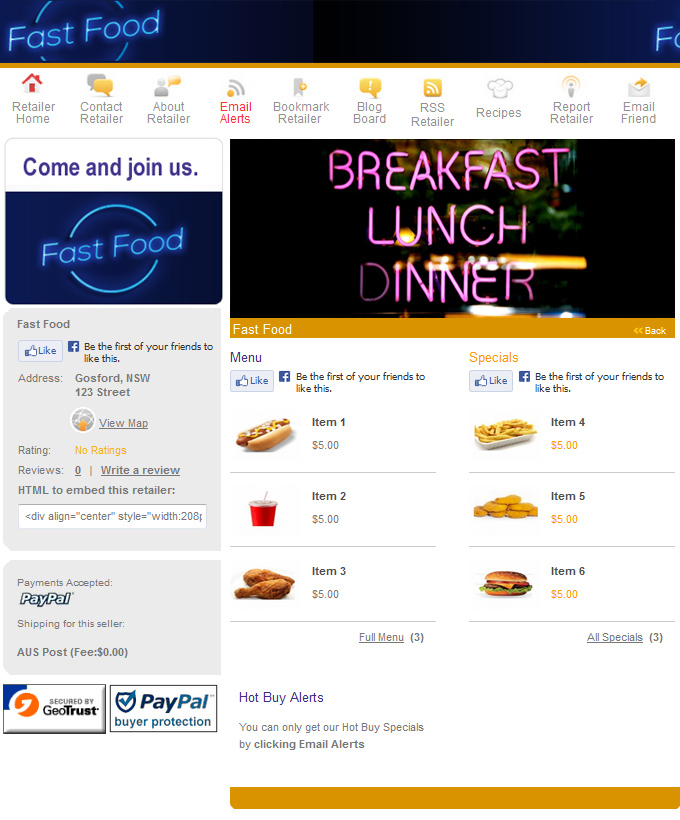 Fast Food
F
Retailer
Home
Contact
Retailer
About
Retailer
Email
Alerts
Bookmark
Retailer
Blog
Board
RSS
Retailer
Recipes
Report
Retailer
Email
Friend
Come and join us.
Fast Food
BREAKFAST
LUNCH
DINNER
Fast Food
Back
Fast Food
Like
Be the first of your friends to
like this.
Address: Gosford, NSW
123 Street
View Map
Rating: No Ratings
Reviews: 0 | Write a review
HTML to embed this retailer:
<div align="center" style="width:208p
Payments Accepted:
PayPal
Shipping for this seller:
AUS Post (Fee:$0.00)
SECURED BY
GeoTrust
PayPal
buyer protection
Menu
Like
Be the first of your friends to
like this.
Item 1
$5.00
Item 2
$5.00
Item 3
$5.00
Full Menu (3)
Specials
Like
Be the first of your friends to
like this.
Item 4
$5.00
Item 5
$5.00
Item 6
$5.00
All Specials (3)
Hot Buy Alerts
You can only get our Hot Buy Specials
by clicking Email Alerts